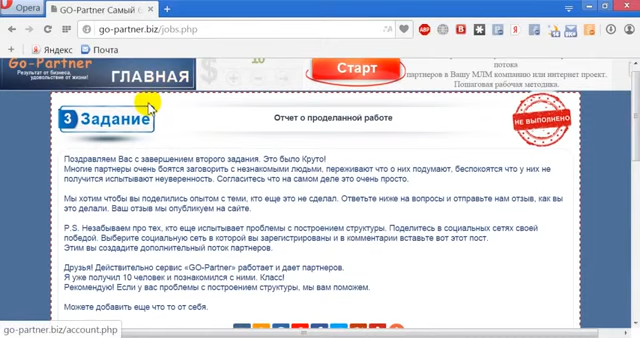 Opera
GO-Partner Самый
go-partner.biz/jobs.php
Яндекс
Почта
Go-Partner
Результат от бизнеса,
удовольствие от жизни!
ГЛАВНАЯ
$
10
Старт
потока
партнеров в Вашу МЛМ компанию или интернет проект.
Пошаговая рабочая методика.
3 Задание
Отчет о проделанной работе
НЕ ВЫПОЛНЕНО
Поздравляем Вас с завершением второго задания. Это было Круто!
Многие партнеры очень боятся заговорить с незнакомыми людьми, переживают что о них подумают, беспокоятся что у них не
получится испытывают неуверенность. Согласитесь что на самом деле это очень просто.
Мы хотим чтобы вы поделились опытом с теми, кто еще это не сделал. Ответьте ниже на вопросы и отправьте нам отзыв, как вы
это делали. Ваш отзыв мы опубликуем на сайте.
P.S. Незабываем про тех, кто еще испытывает проблемы с построением структуры. Поделитесь в социальных сетях своей
победой. Выберите социальную сеть в которой вы зарегистрированы и в комментарии вставьте вот этот пост.
Этим вы создадите дополнительный поток партнеров.
Друзья! Действительно сервис «GO-Partner» работает и дает партнеров.
Я уже получил 10 человек и познакомился с ними. Класс!
Рекомендую! Если у вас проблемы с построением структуры, мы вам поможем.
Можете добавить еще что то от себя.
go-partner.biz/account.php